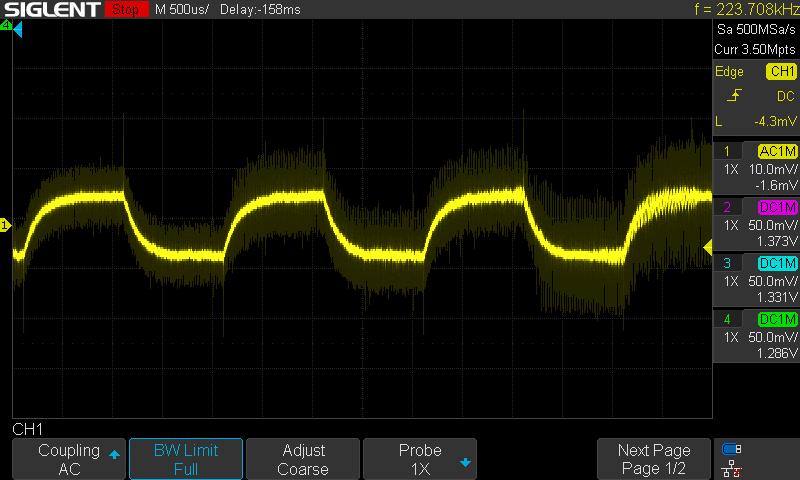 SIGLENT Stop M 500us/ Delay:-158ms f = 223.708kHz
Sa 500MSa/s
Curr 3.50Mpts
Edge CH1
DC
L -4.3mV
1 AC1M
1X 10.0mV/
-1.6mV
2 DC1M
1X 50.0mV/
1.373V
3 DC1M
1X 50.0mV/
1.331V
4 DC1M
1X 50.0mV/
1.286V
4
1
CH1
Coupling
AC
BW Limit
Full
Adjust
Coarse
Probe
1X
Next Page
Page 1/2